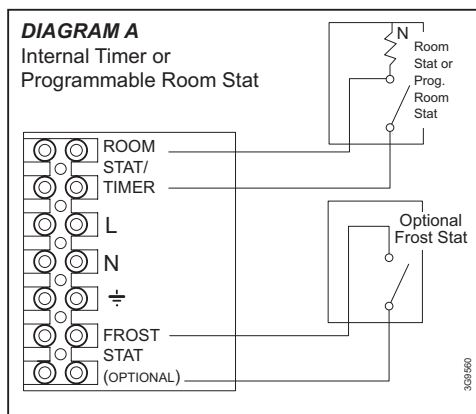 DIAGRAM A
Internal Timer or
Programmable Room Stat
N
Room
Stat or
Prog.
Room
Stat
ROOM
STAT/
TIMER
L
N
Optional
Frost Stat
FROST
STAT
(OPTIONAL)
3G9560